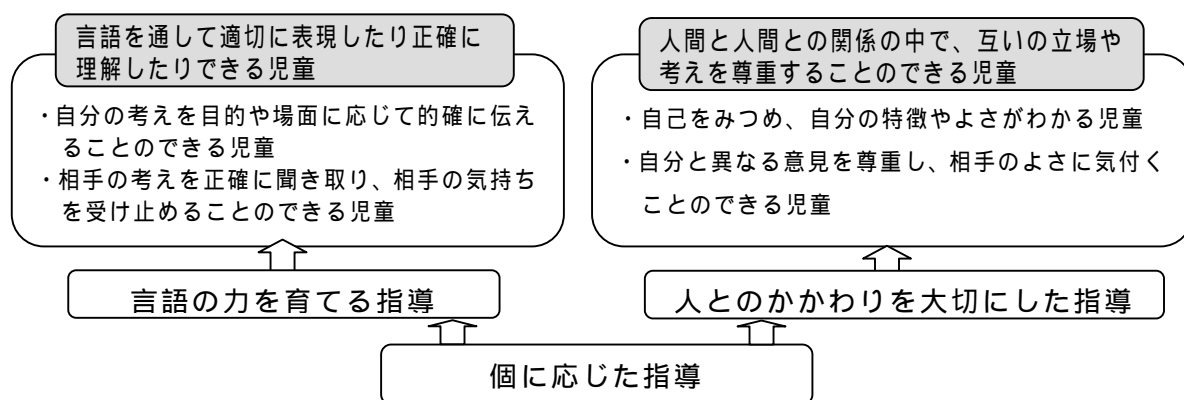 言語を通して適切に表現したり正確に
理解したりできる児童
・自分の考えを目的や場面に応じて的確に伝え
ることのできる児童
・相手の考えを正確に聞き取り、相手の気持ち
を受け止めることのできる児童
人間と人間との関係の中で、互いの立場や
考えを尊重することのできる児童
・自己をみつめ、自分の特徴やよさがわかる児童
・自分と異なる意見を尊重し、相手のよさに気付く
ことのできる児童
言語の力を育てる指導
人とのかかわりを大切にした指導
個に応じた指導